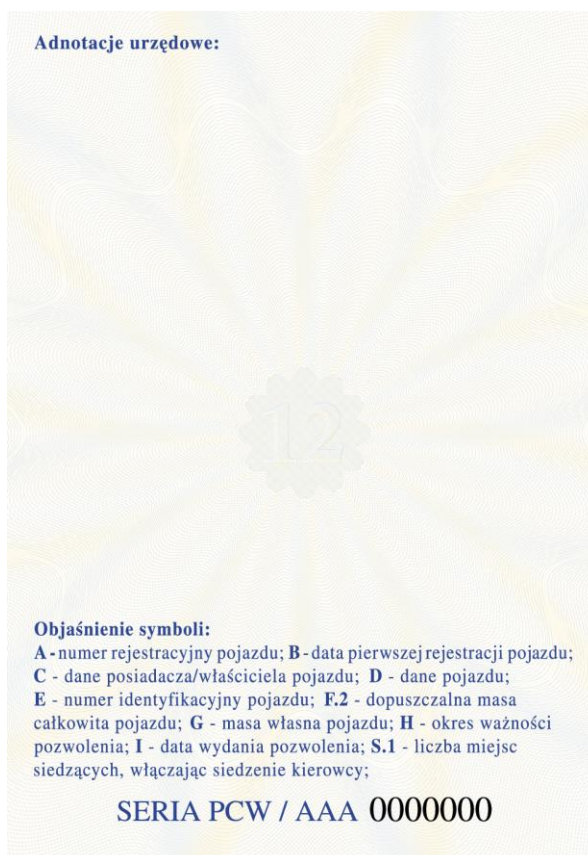 Adnotacje urzędowe:
12
Objaśnienie symboli:
A - numer rejestracyjny pojazdu; B - data pierwszej rejestracji pojazdu;
C - dane posiadacza/właściciela pojazdu; D - dane pojazdu;
E - numer identyfikacyjny pojazdu; F.2 - dopuszczalna masa
całkowita pojazdu; G - masa własna pojazdu; H - okres ważności
pozwolenia; I - data wydania pozwolenia; S.1 - liczba miejsc
siedzących, włączając siedzenie kierowcy;
SERIA PCW / AAA 0000000